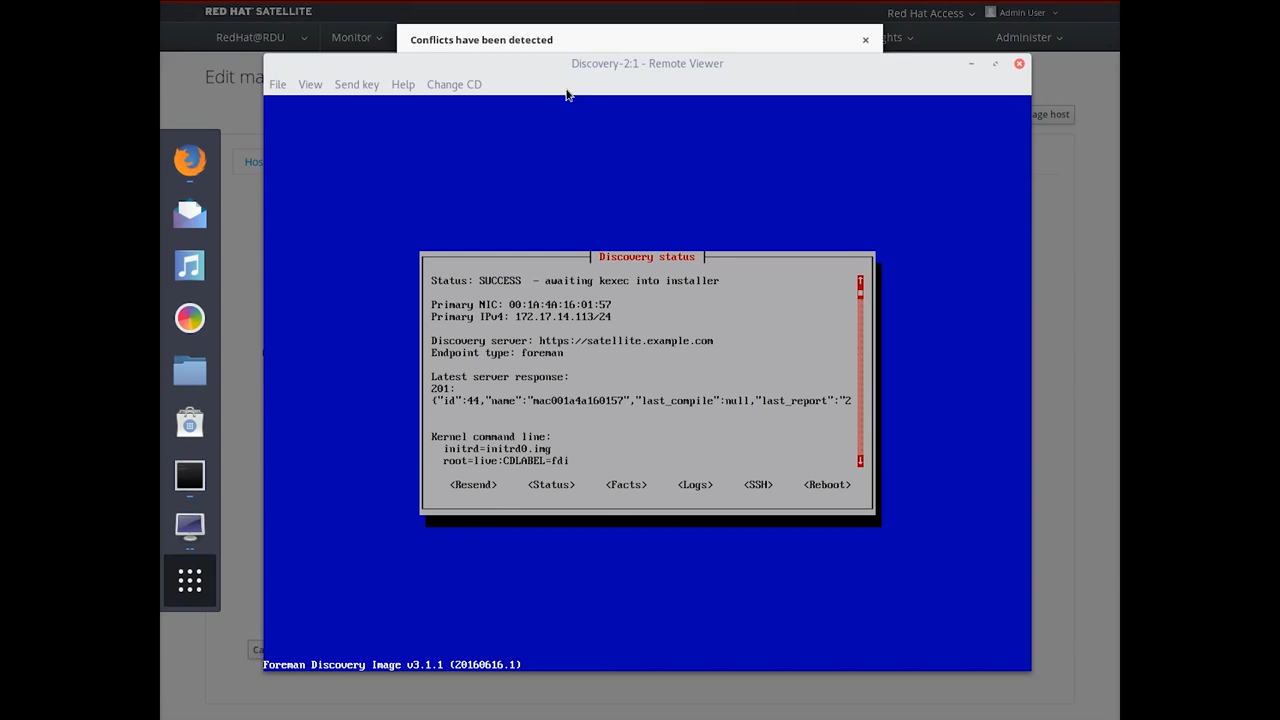 RED HAT SATELLITE
Red Hat Access
Admin User
RedHat@RDU
Monitor
Conflicts have been detected
×
ghts
Administer
Edit ma
Discovery-2:1 - Remote Viewer
File View Send key Help Change CD
age host
Hos
Discovery status
Status: SUCCESS - awaiting kexec into installer
Primary NIC: 00:1A:4A:16:01:57
Primary IPv4: 172.17.14.113/24
Discovery server: https://satellite.example.com
Endpoint type: foreman
Latest server response:
201:
{"id":44,"name":"mac001a4a160157","last_compile":null,"last_report":"2
Kernel command line:
initrd=initrd0.img
root=live:CDLABEL=fdi
<Resend> <Status> <Facts> <Logs> <SSH> <Reboot>
Ca
Foreman Discovery Image v3.1.1 (20160616.1)